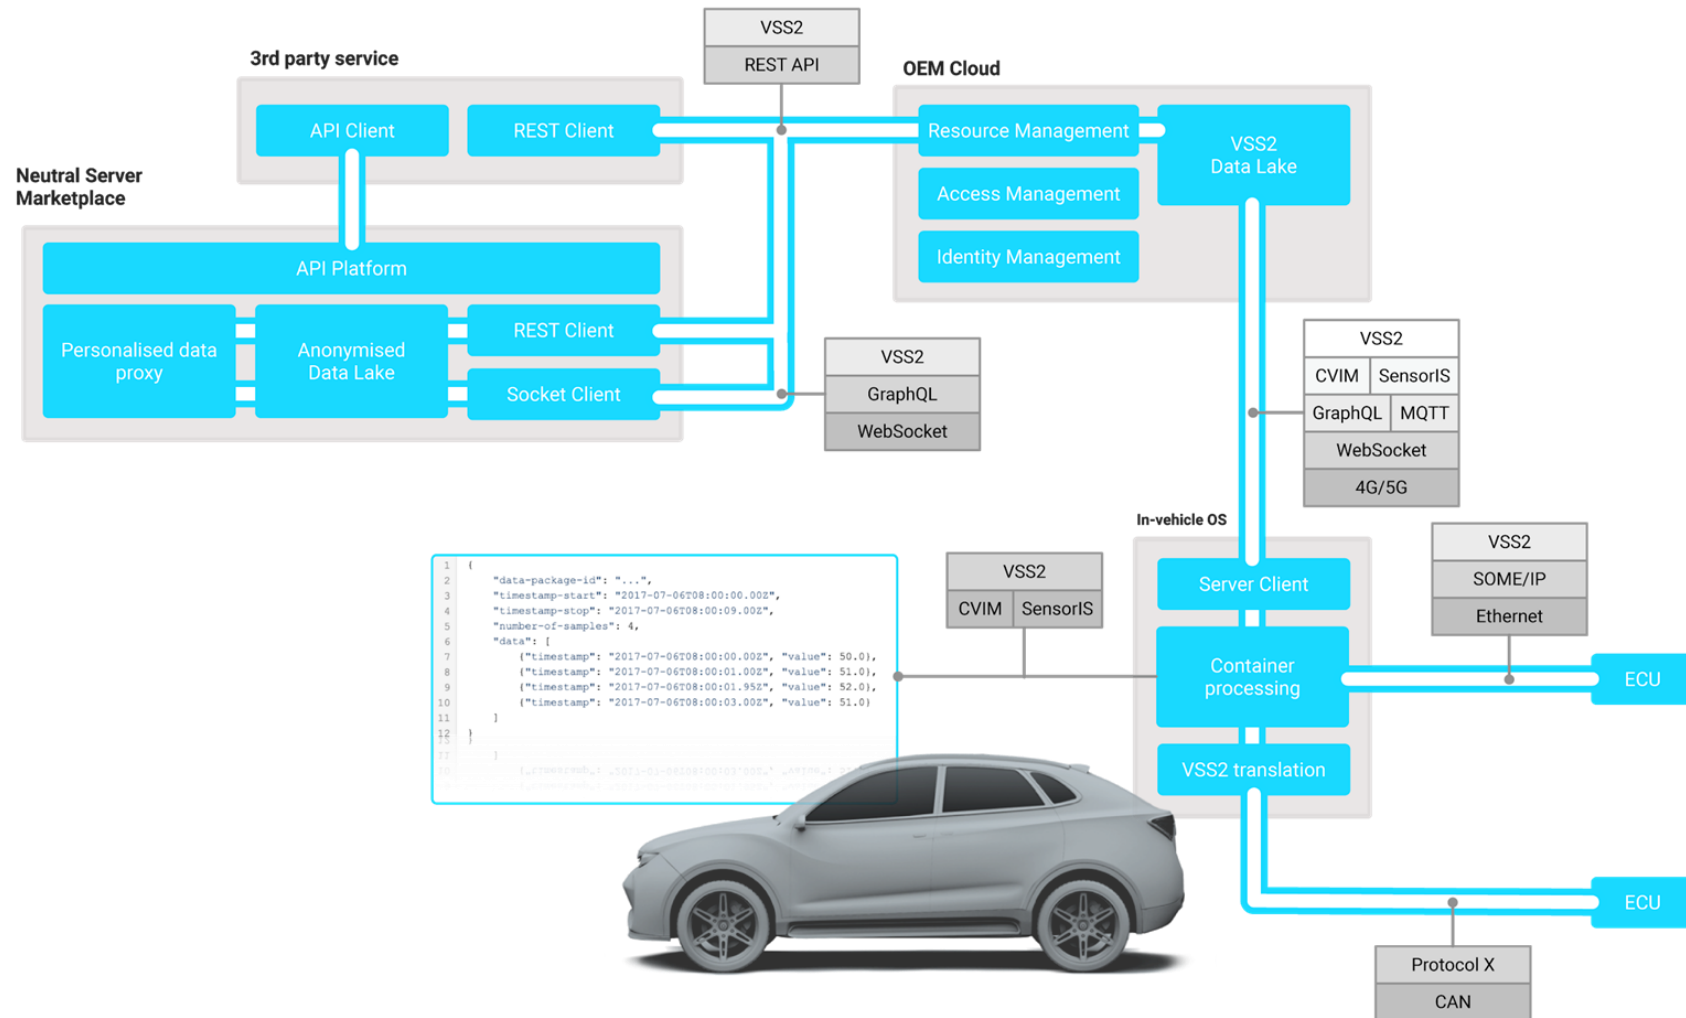 VSS2
REST API
3rd party service
API Client
REST Client
OEM Cloud
Resource Management
VSS2
Data Lake
Access Management
Identity Management
Neutral Server
Marketplace
API Platform
Personalised data
proxy
Anonymised
Data Lake
REST Client
Socket Client
VSS2
GraphQL
WebSocket
VSS2
CVIM
SensorIS
GraphQL
MQTT
WebSocket
4G/5G
In-vehicle OS
Server Client
Container
processing
VSS2 translation
VSS2
SOME/IP
Ethernet
ECU
VSS2
CVIM
SensorIS
1 {
2 "data-package-id": "...",
3 "timestamp-start": "2017-07-06T08:00:00.00Z",
4 "timestamp-stop": "2017-07-06T08:00:09.00Z",
5 "number-of-samples": 4,
6 "data": [
7 {"timestamp": "2017-07-06T08:00:00.00Z", "value": 50.0},
8 {"timestamp": "2017-07-06T08:00:01.00Z", "value": 51.0},
9 {"timestamp": "2017-07-06T08:00:01.95Z", "value": 52.0},
10 {"timestamp": "2017-07-06T08:00:03.00Z", "value": 51.0}
11 ]
12 }
ECU
Protocol X
CAN